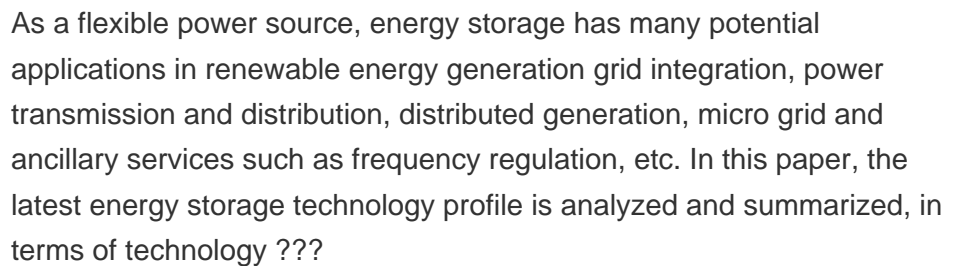 As a flexible power source, energy storage has many potential
applications in renewable energy generation grid integration, power
transmission and distribution, distributed generation, micro grid and
ancillary services such as frequency regulation, etc. In this paper, the
latest energy storage technology profile is analyzed and summarized, in
terms of technology ???